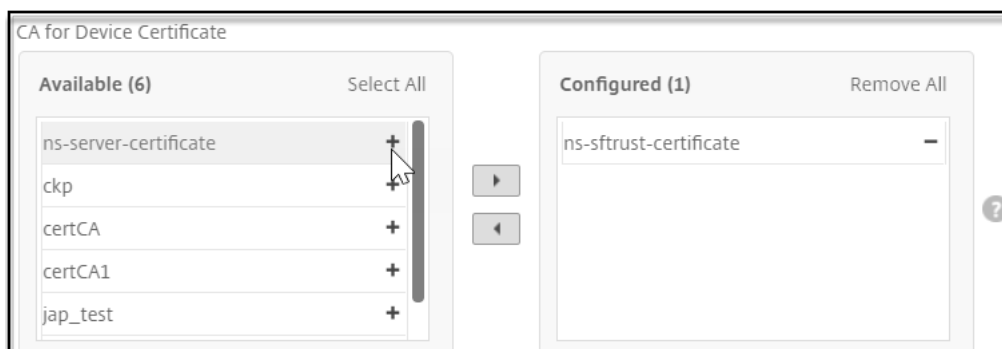 CA for Device Certificate
Available (6) Select All
Configured (1) Remove All
ns-server-certificate +
ns-sftrust-certificate −
ckp +
certCA +
certCA1 +
jap_test +
?